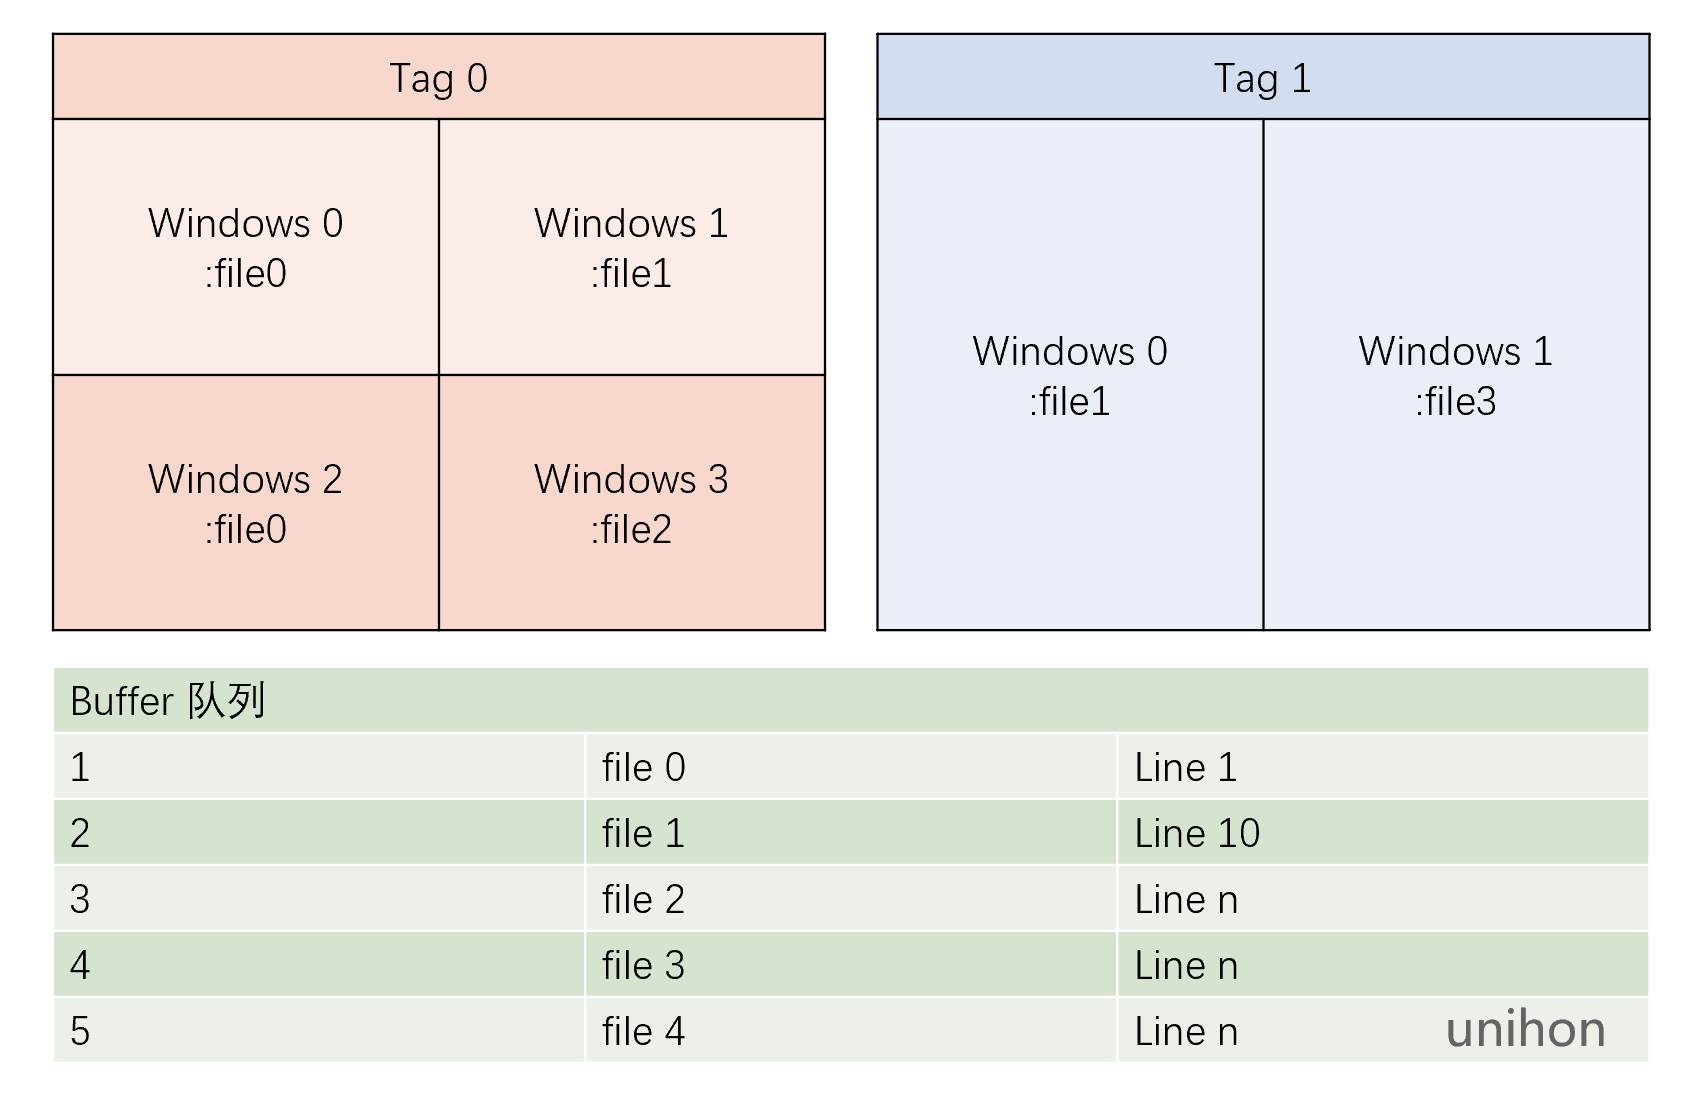 Tag 0
Windows 0
:file0
Windows 1
:file1
Windows 2
:file0
Windows 3
:file2
Tag 1
Windows 0
:file1
Windows 1
:file3
Buffer 队列
1 file 0 Line 1
2 file 1 Line 10
3 file 2 Line n
4 file 3 Line n
5 file 4 Line n
unihon